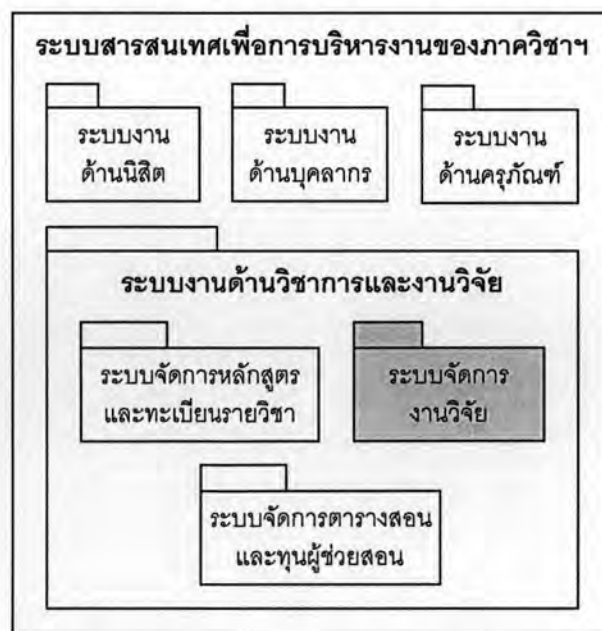 ระบบสารสนเทศเพื่อการบริหารงานของภาควิชาฯ
ระบบงาน
ด้านนิสิต
ระบบงาน
ด้านบุคลากร
ระบบงาน
ด้านครุภัณฑ์
ระบบงานด้านวิชาการและงานวิจัย
ระบบจัดการหลักสูตร
และทะเบียนรายวิชา
ระบบจัดการ
งานวิจัย
ระบบจัดการตารางสอน
และทุนผู้ช่วยสอน